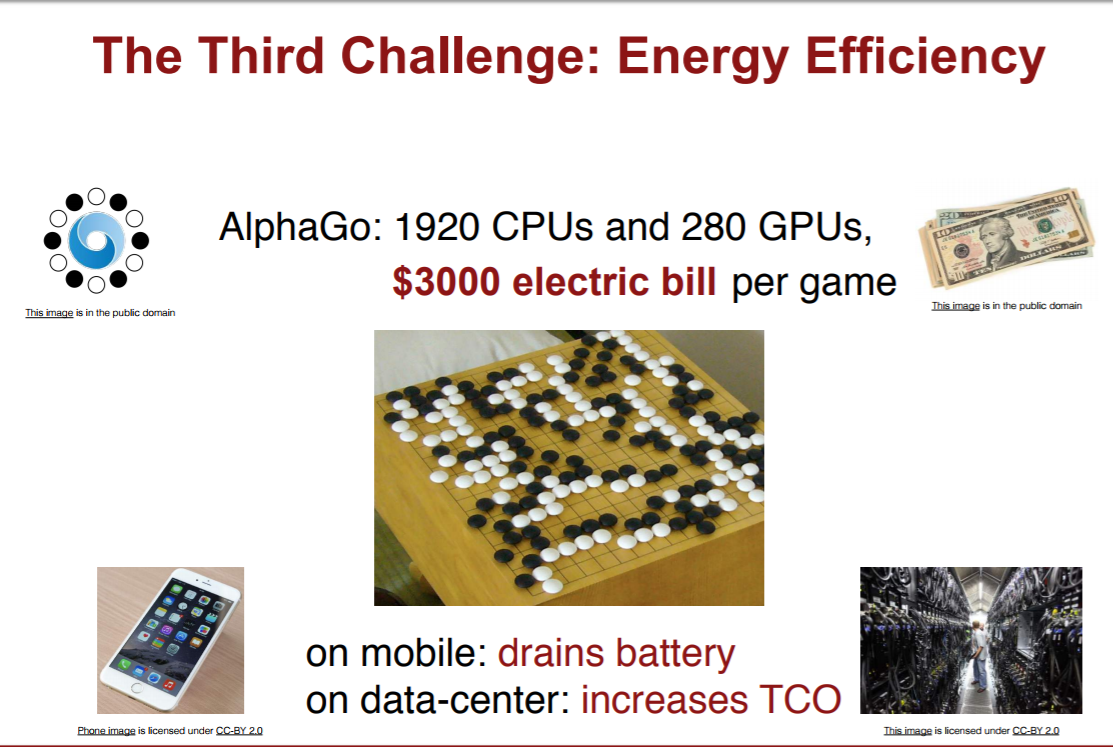 The Third Challenge: Energy Efficiency
AlphaGo: 1920 CPUs and 280 GPUs,
$3000 electric bill per game
This image is in the public domain
This image is in the public domain
on mobile: drains battery
on data-center: increases TCO
Phone image is licensed under CC-BY 2.0
This image is licensed under CC-BY 2.0